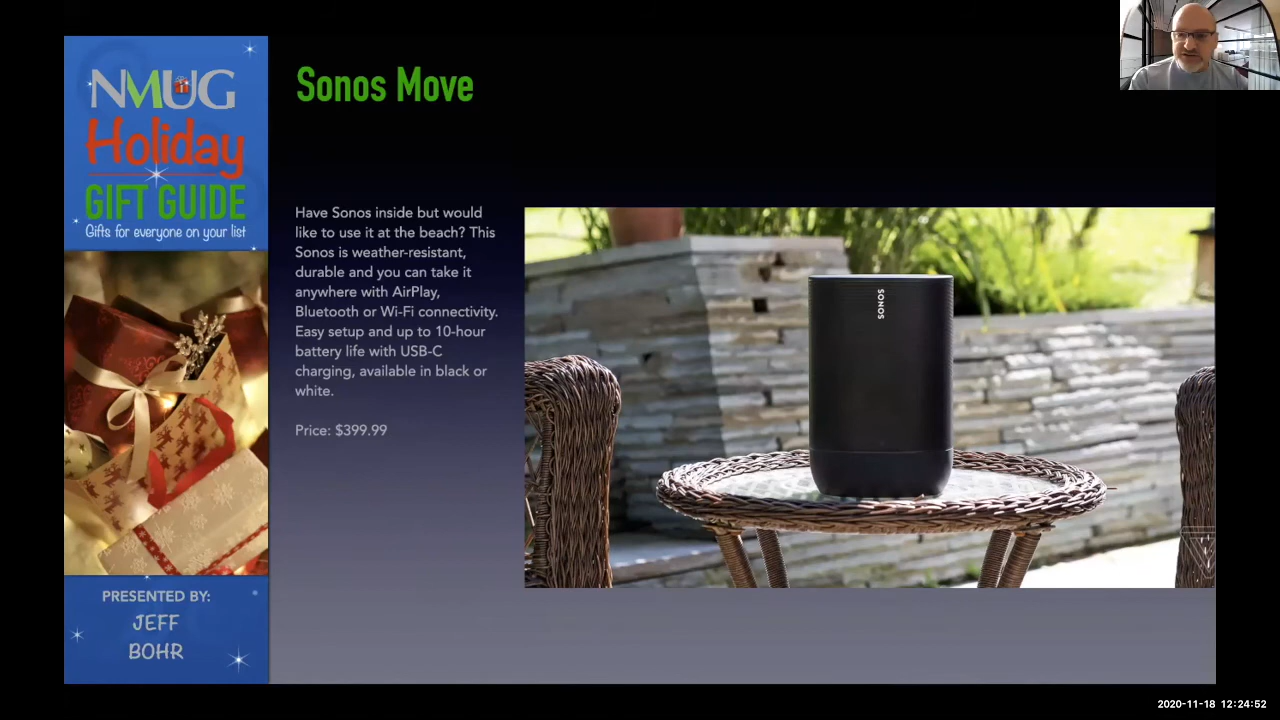 NMUG
Holiday
GIFT GUIDE
Gifts for everyone on your list
PRESENTED BY:
JEFF
BOHR
Sonos Move
Have Sonos inside but would
like to use it at the beach? This
Sonos is weather-resistant,
durable and you can take it
anywhere with AirPlay,
Bluetooth or Wi-Fi connectivity.
Easy setup and up to 10-hour
battery life with USB-C
charging, available in black or
white.
Price: $399.99
SONOS
2020-11-18 12:24:52